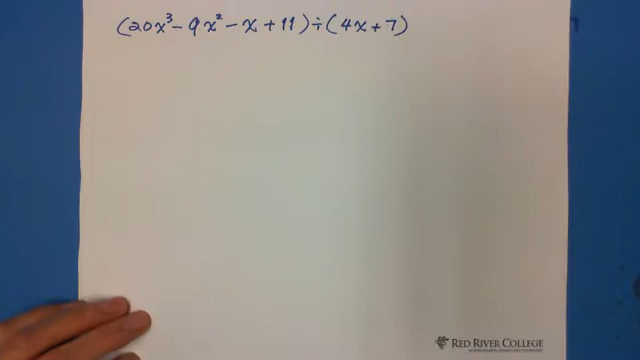 (20x³ - 9x² - x + 11) ÷ (4x + 7)
RED RIVER COLLEGE